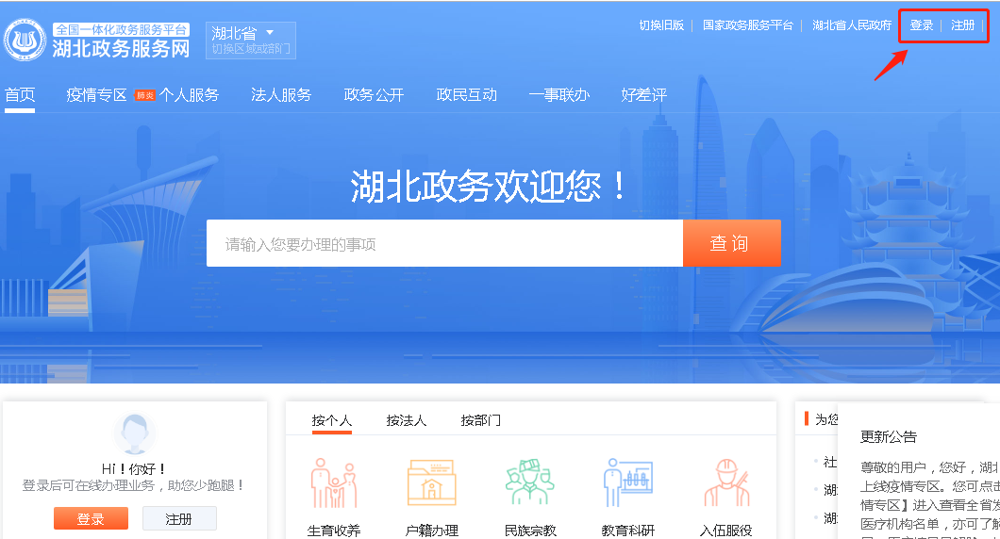 全国一体化政务服务平台
湖北政务服务网
湖北省
切换区域或部门
切换旧版 国家政务服务平台 湖北省人民政府 登录 注册
首页 疫情专区 肺炎 个人服务 法人服务 政务公开 政民互动 一事联办 好差评
湖北政务欢迎您！
请输入您要办理的事项 查询
Hi！你好！
登录后可在线办理业务，助您少跑腿！
登录 注册
按个人 按法人 按部门
生育收养 户籍办理 民族宗教 教育科研 入伍服役
为您
社
湖
湖
更新公告
尊敬的用户，您好，湖北
上线疫情专区。您可点击
情专区】进入查看全省发
医疗机构名单，亦可了解